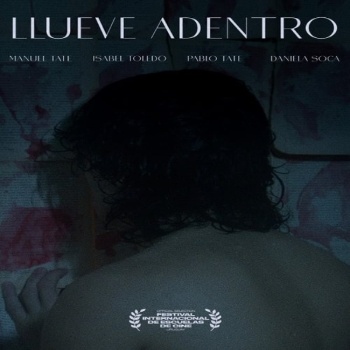 LLUEVE ADENTRO
MANUEL TATE ISABEL TOLEDO PABLO TATE DANIELA SOCA
FESTIVAL
INTERNACIONAL
DE ESCUELAS
DE CINE